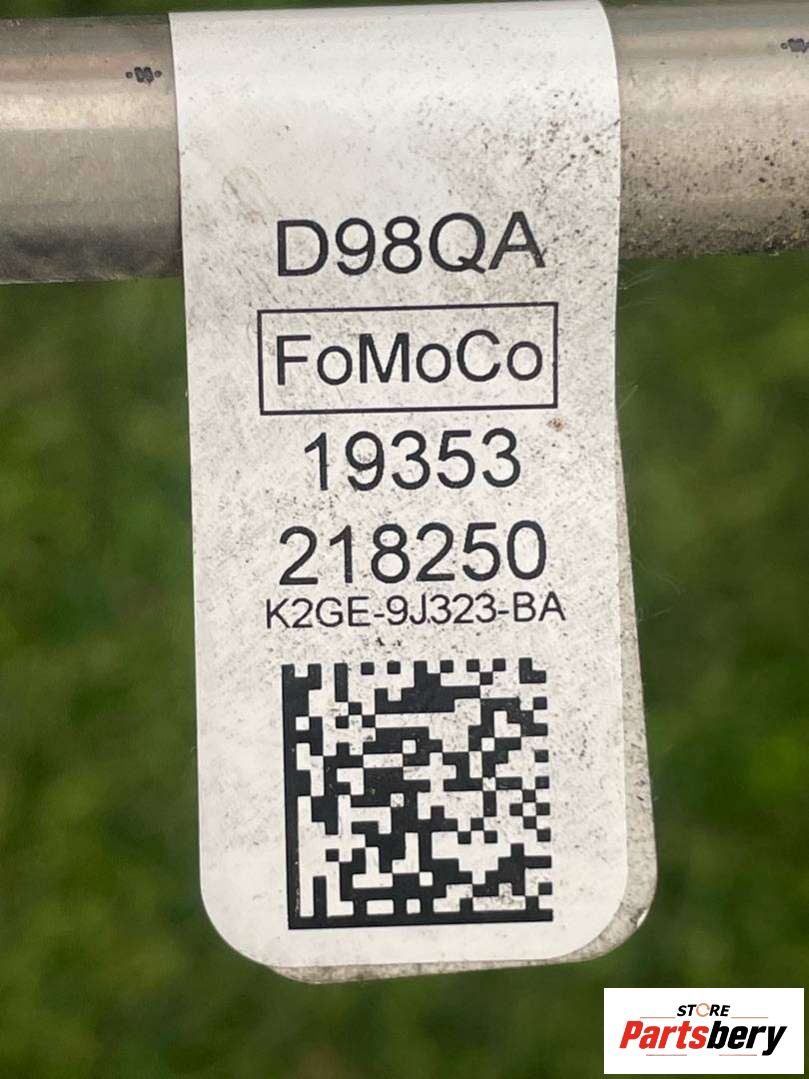 D98QA
FoMoCo
19353
218250
K2GE-9J323-BA
STORE
Partsbery